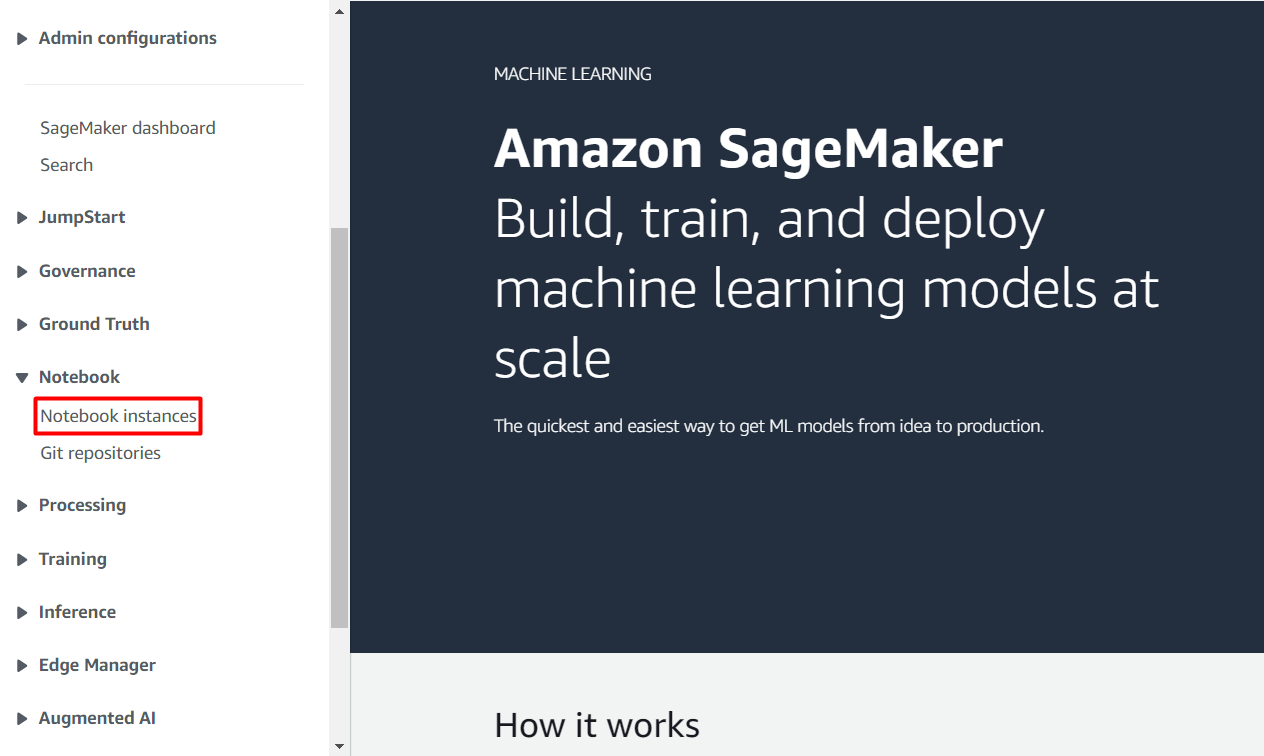 Admin configurations
SageMaker dashboard
Search
JumpStart
Governance
Ground Truth
Notebook
Notebook instances
Git repositories
Processing
Training
Inference
Edge Manager
Augmented AI
MACHINE LEARNING
Amazon SageMaker
Build, train, and deploy
machine learning models at
scale
The quickest and easiest way to get ML models from idea to production.
How it works